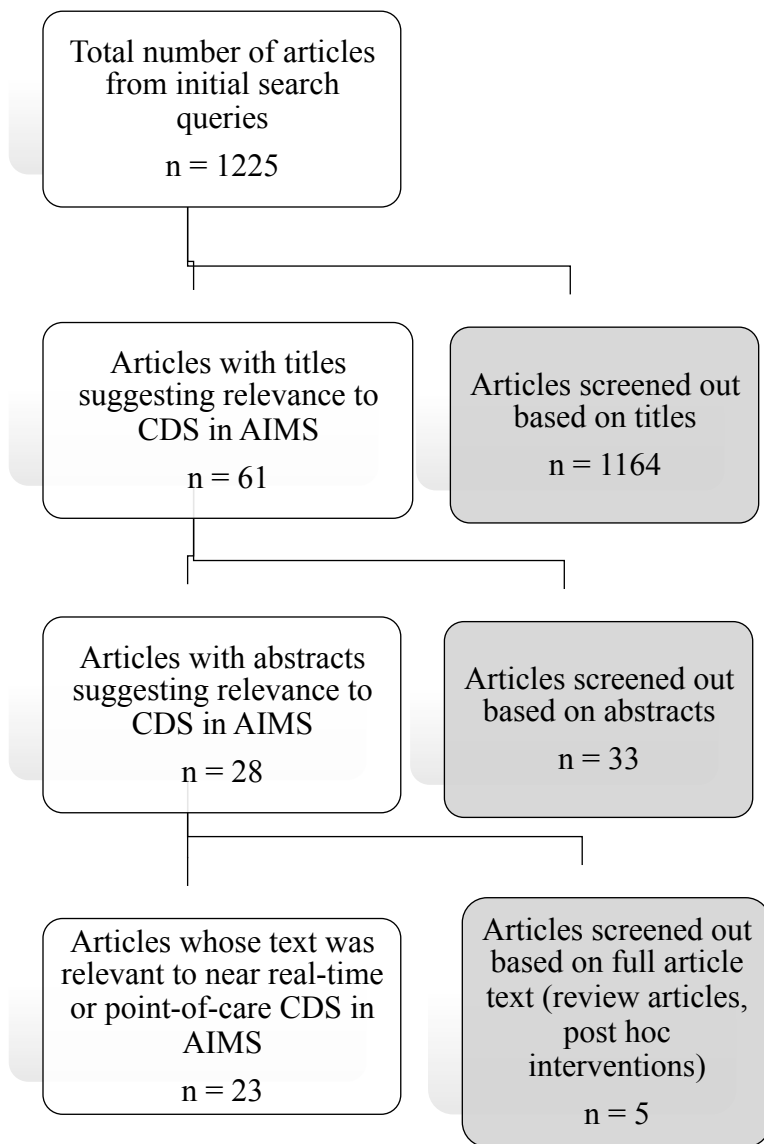 Total number of articles
from initial search
queries
n = 1225
Articles with titles
suggesting relevance to
CDS in AIMS
n = 61
Articles screened out
based on titles
n = 1164
Articles with abstracts
suggesting relevance to
CDS in AIMS
n = 28
Articles screened out
based on abstracts
n = 33
Articles whose text was
relevant to near real-time
or point-of-care CDS in
AIMS
n = 23
Articles screened out
based on full article
text (review articles,
post hoc
interventions)
n = 5